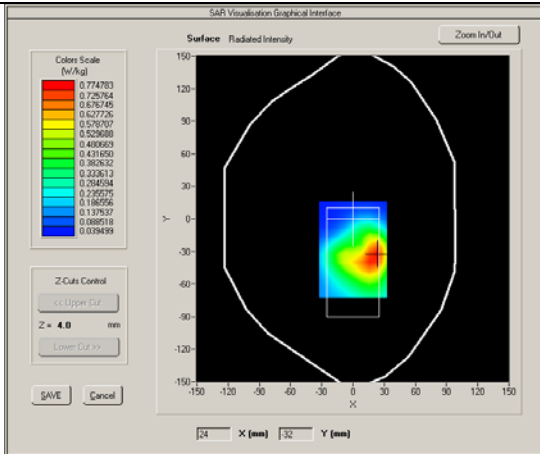 SAR Visualisation Graphical Interface
Surface Radiated Intensity
Zoom In/Out
Colors Scale
(W/kg)
0.774783
0.725764
0.676745
0.627726
0.578707
0.529688
0.480669
0.431650
0.382632
0.333613
0.284594
0.235575
0.186556
0.137537
0.088518
0.039499
Z-Cuts Control
<< Upper Cut
Z = 4.0 mm
Lower Cut >>
SAVE Cancel
150
120
90
60
30
0
-30
-60
-90
-120
-150
Y
-150 -120 -90 -60 -30 0 30 60 90 120 150
X
24 X (mm) -32 Y (mm)